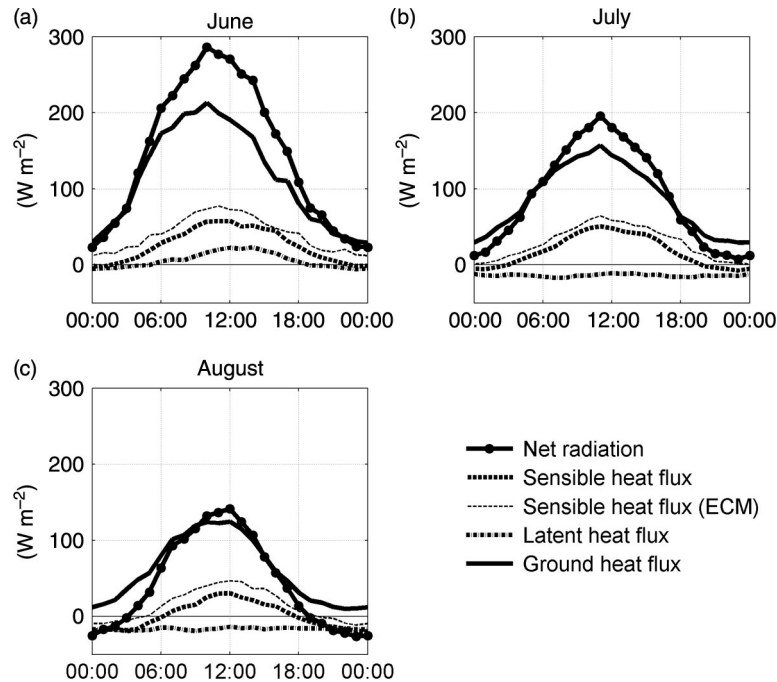 (a)
June
300
200
100
0
(W m−2)
00:00 06:00 12:00 18:00 00:00
(b)
July
300
200
100
0
(W m−2)
00:00 06:00 12:00 18:00 00:00
(c)
August
300
200
100
0
(W m−2)
00:00 06:00 12:00 18:00 00:00
Net radiation
Sensible heat flux
Sensible heat flux (ECM)
Latent heat flux
Ground heat flux